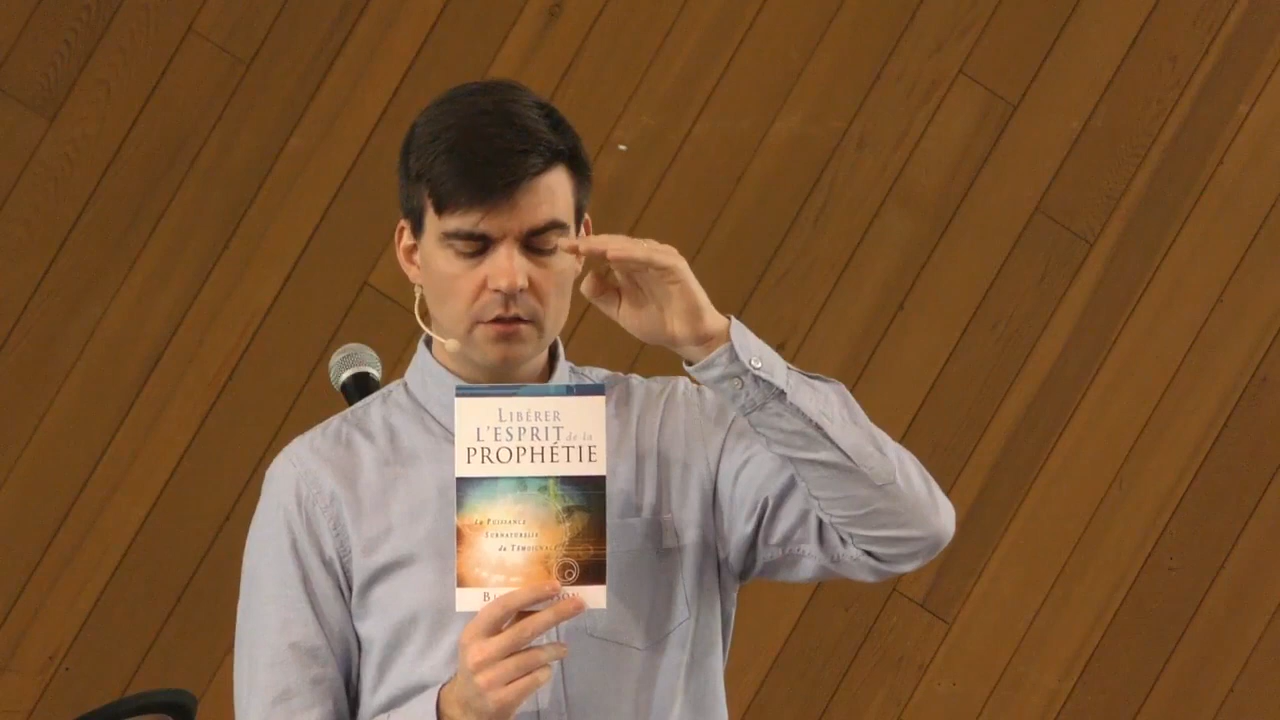 LIBÉRER
L'ESPRIT de la
PROPHÉTIE
La PUISSANCE
SURNATURELLE
du TÉMOIGNAGE